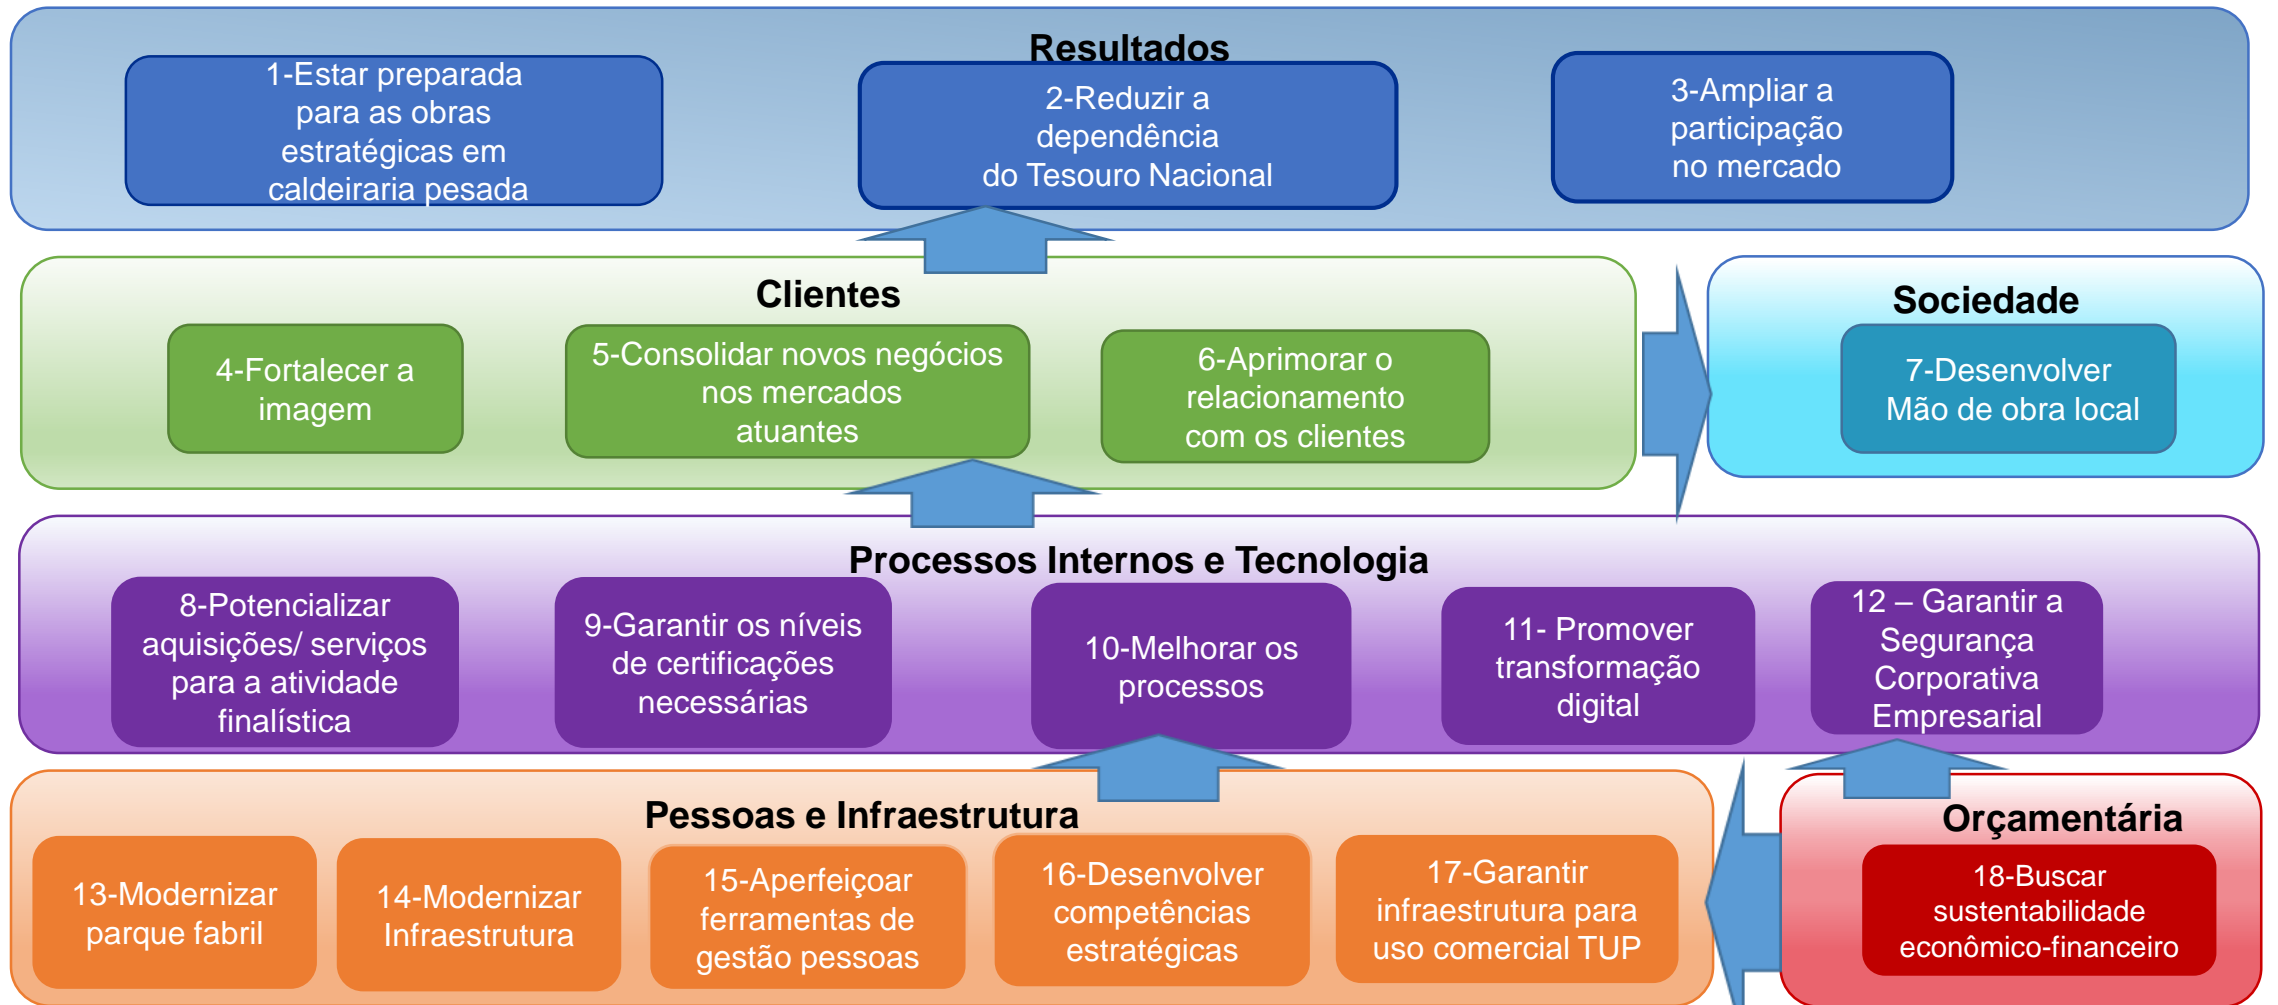 Resultados
1-Estar preparada
para as obras
estratégicas em
caldeiraria pesada
2-Reduzir a
dependência
do Tesouro Nacional
3-Ampliar a
participação
no mercado
Clientes
4-Fortalecer a
imagem
5-Consolidar novos negócios
nos mercados
atuantes
6-Aprimorar o
relacionamento
com os clientes
Sociedade
7-Desenvolver
Mão de obra local
Processos Internos e Tecnologia
8-Potencializar
aquisições/ serviços
para a atividade
finalística
9-Garantir os níveis
de certificações
necessárias
10-Melhorar os
processos
11- Promover
transformação
digital
12 – Garantir a
Segurança
Corporativa
Empresarial
Pessoas e Infraestrutura
13-Modernizar
parque fabril
14-Modernizar
Infraestrutura
15-Aperfeiçoar
ferramentas de
gestão pessoas
16-Desenvolver
competências
estratégicas
17-Garantir
infraestrutura para
uso comercial TUP
Orçamentária
18-Buscar
sustentabilidade
econômico-financeiro